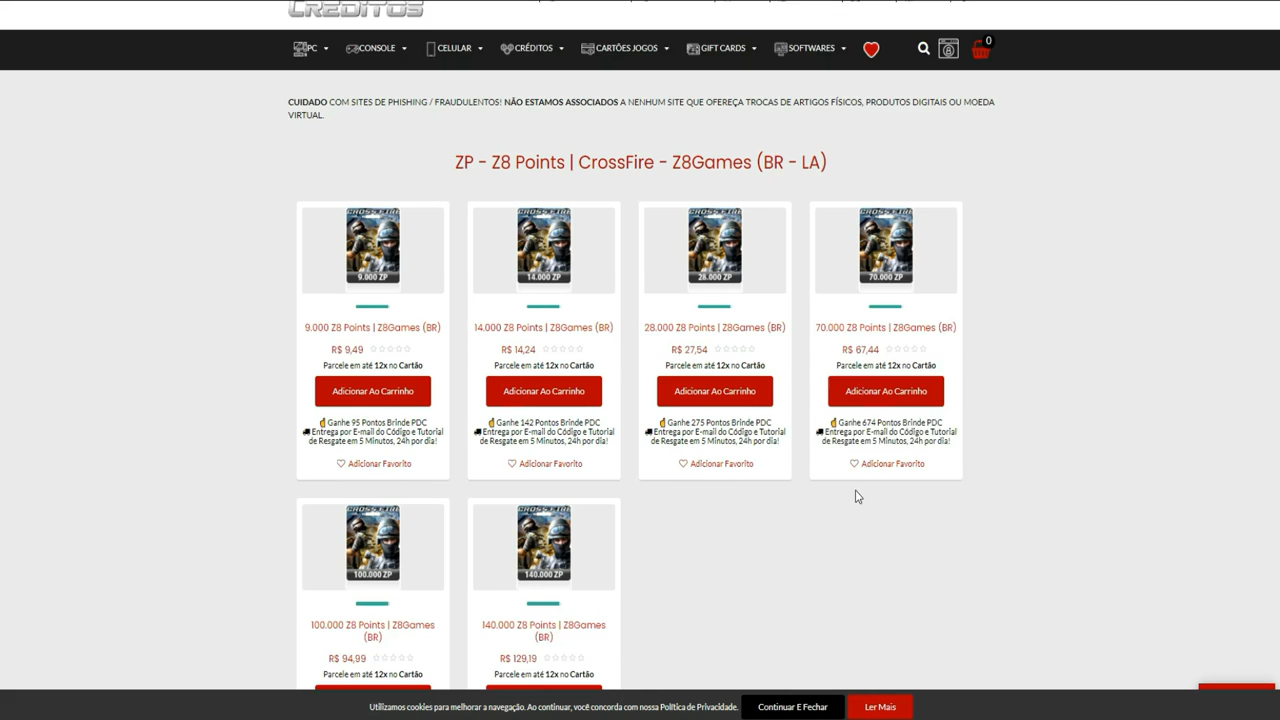 CRÉDITOS
PC CONSOLE CELULAR CRÉDITOS CARTÕES JOGOS GIFT CARDS SOFTWARES 0
CUIDADO COM SITES DE PHISHING / FRAUDULENTOS! NÃO ESTAMOS ASSOCIADOS A NENHUM SITE QUE OFEREÇA TROCAS DE ARTIGOS FÍSICOS, PRODUTOS DIGITAIS OU MOEDA
VIRTUAL.
ZP - Z8 Points | CrossFire - Z8Games (BR - LA)
CROSS FIRE
9.000 ZP
9.000 Z8 Points | Z8Games (BR)
R$ 9,49
Parcele em até 12x no Cartão
Adicionar Ao Carrinho
Ganhe 95 Pontos Brinde PDC
Entrega por E-mail do Código e Tutorial
de Resgate em 5 Minutos, 24h por dia!
Adicionar Favorito
CROSS FIRE
14.000 ZP
14.000 Z8 Points | Z8Games (BR)
R$ 14,24
Parcele em até 12x no Cartão
Adicionar Ao Carrinho
Ganhe 142 Pontos Brinde PDC
Entrega por E-mail do Código e Tutorial
de Resgate em 5 Minutos, 24h por dia!
Adicionar Favorito
CROSS FIRE
28.000 ZP
28.000 Z8 Points | Z8Games (BR)
R$ 27,54
Parcele em até 12x no Cartão
Adicionar Ao Carrinho
Ganhe 275 Pontos Brinde PDC
Entrega por E-mail do Código e Tutorial
de Resgate em 5 Minutos, 24h por dia!
Adicionar Favorito
CROSS FIRE
70.000 ZP
70.000 Z8 Points | Z8Games (BR)
R$ 67,44
Parcele em até 12x no Cartão
Adicionar Ao Carrinho
Ganhe 674 Pontos Brinde PDC
Entrega por E-mail do Código e Tutorial
de Resgate em 5 Minutos, 24h por dia!
Adicionar Favorito
CROSS FIRE
100.000 ZP
100.000 Z8 Points | Z8Games
(BR)
R$ 94,99
Parcele em até 12x no Cartão
CROSS FIRE
140.000 ZP
140.000 Z8 Points | Z8Games
(BR)
R$ 129,19
Parcele em até 12x no Cartão
Utilizamos cookies para melhorar a navegação. Ao continuar, você concorda com nossa Política de Privacidade. Continuar E Fechar Ler Mais